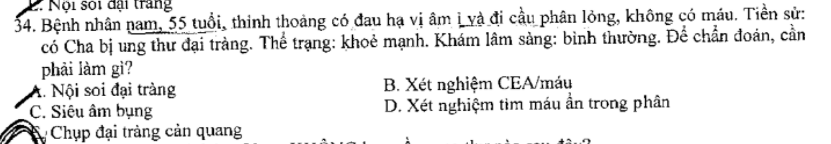 Nội soi đại tràng
34. Bệnh nhân nam, 55 tuổi, thỉnh thoảng có đau hạ vị âm ỉ và đi cầu phân lỏng, không có máu. Tiền sử:
có Cha bị ung thư đại tràng. Thể trạng: khoẻ mạnh. Khám lâm sàng: bình thường. Để chẩn đoán, cần
phải làm gì?
A. Nội soi đại tràng
B. Xét nghiệm CEA/máu
C. Siêu âm bụng
D. Xét nghiệm tìm máu ẩn trong phân
Chụp đại tràng cản quang